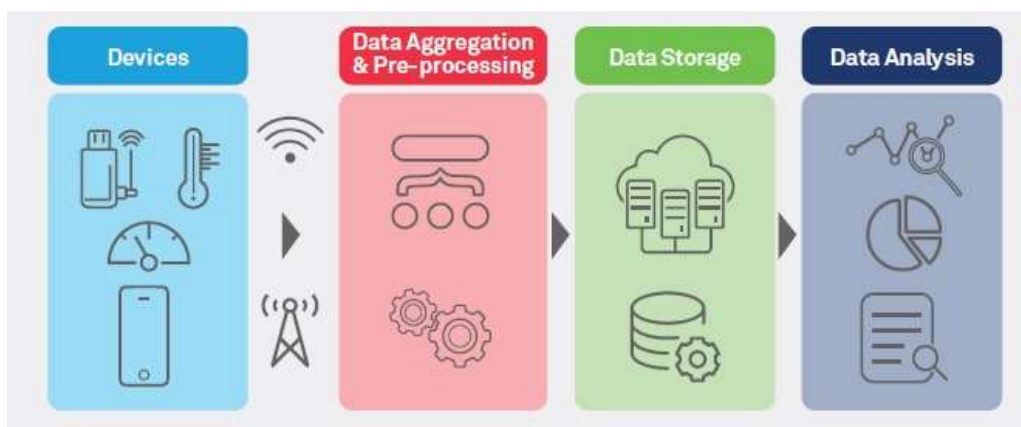 Devices
Data Aggregation
& Pre-processing
Data Storage
Data Analysis